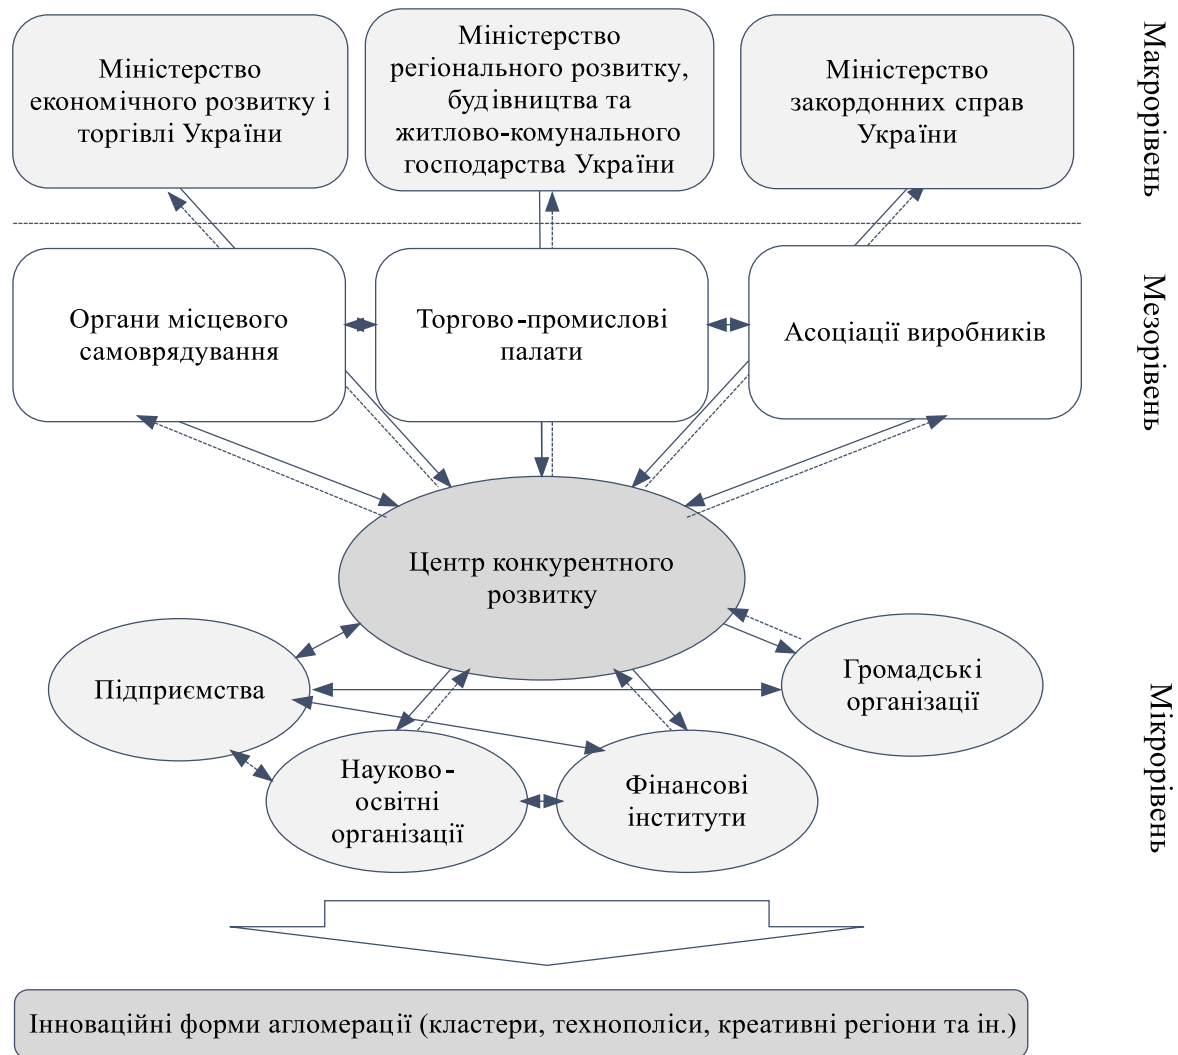 Міністерство
економічного розвитку і
торгівлі України
Міністерство
регіонального розвитку,
будівництва та
житлово-комунального
господарства України
Міністерство
закордонних справ
України
Макрорівень
Органи місцевого
самоврядування
Торгово-промислові
палати
Асоціації виробників
Мезорівень
Центр конкурентного
розвитку
Підприємства
Громадські
організації
Науково-
освітні
організації
Фінансові
інститути
Мікрорівень
Інноваційні форми агломерації (кластери, технополіси, креативні регіони та ін.)